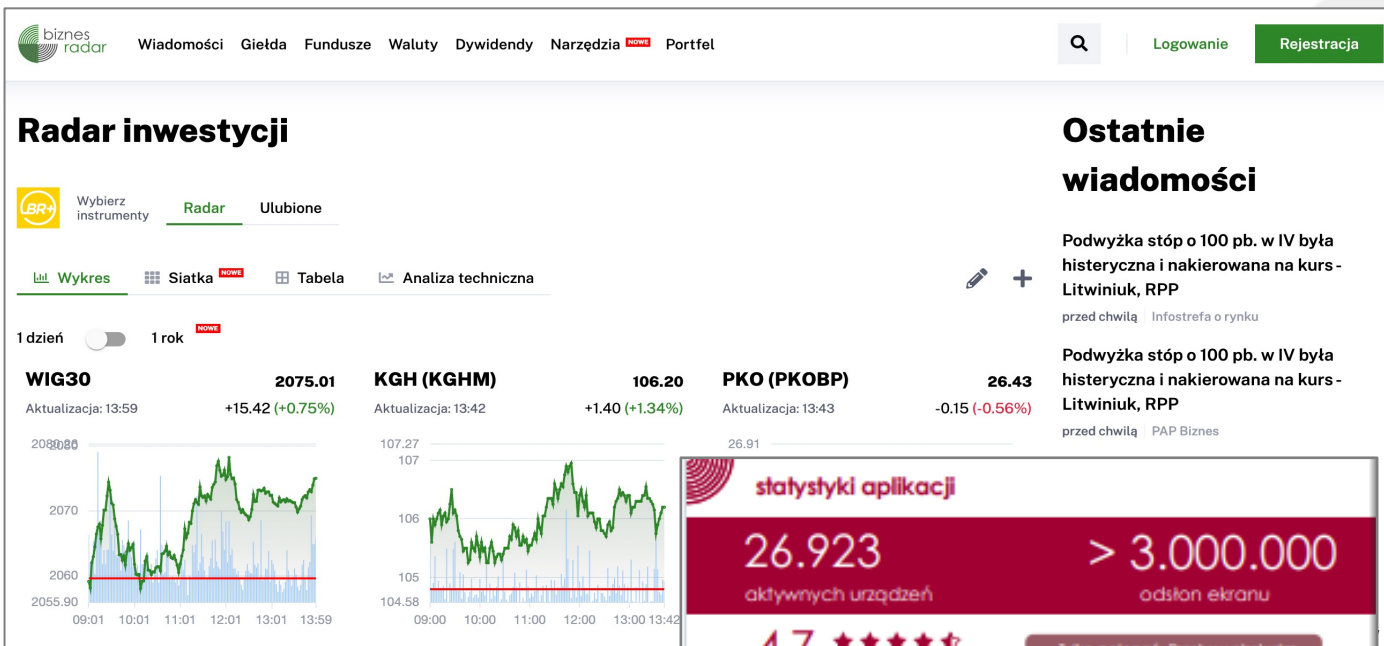 biznes
radar
Wiadomości Giełda Fundusze Waluty Dywidendy Narzędzia NOWE Portfel
Logowanie
Rejestracja
Radar inwestycji
BR+
Wybierz
instrumenty
Radar
Ulubione
Wykres
Siatka NOWE
Tabela
Analiza techniczna
1 dzień
1 rok NOWE
WIG30 2075.01
Aktualizacja: 13:59 +15.42 (+0.75%)
2080
2070
2060
2055.90
09:01 10:01 11:01 12:01 13:01 13:59
KGH (KGHM) 106.20
Aktualizacja: 13:42 +1.40 (+1.34%)
107.27
107
106
105
104.58
09:00 10:00 11:00 12:00 13:00 13:42
PKO (PKOBP) 26.43
Aktualizacja: 13:43 -0.15 (-0.56%)
26.91
Ostatnie
wiadomości
Podwyżka stóp o 100 pb. w IV była
histeryczna i nakierowana na kurs -
Litwiniuk, RPP
przed chwilą Infostrefa o rynku
Podwyżka stóp o 100 pb. w IV była
histeryczna i nakierowana na kurs -
Litwiniuk, RPP
przed chwilą PAP Biznes
statystyki aplikacji
26.923
aktywnych urządzeń
> 3.000.000
odsłon ekranu
4.7